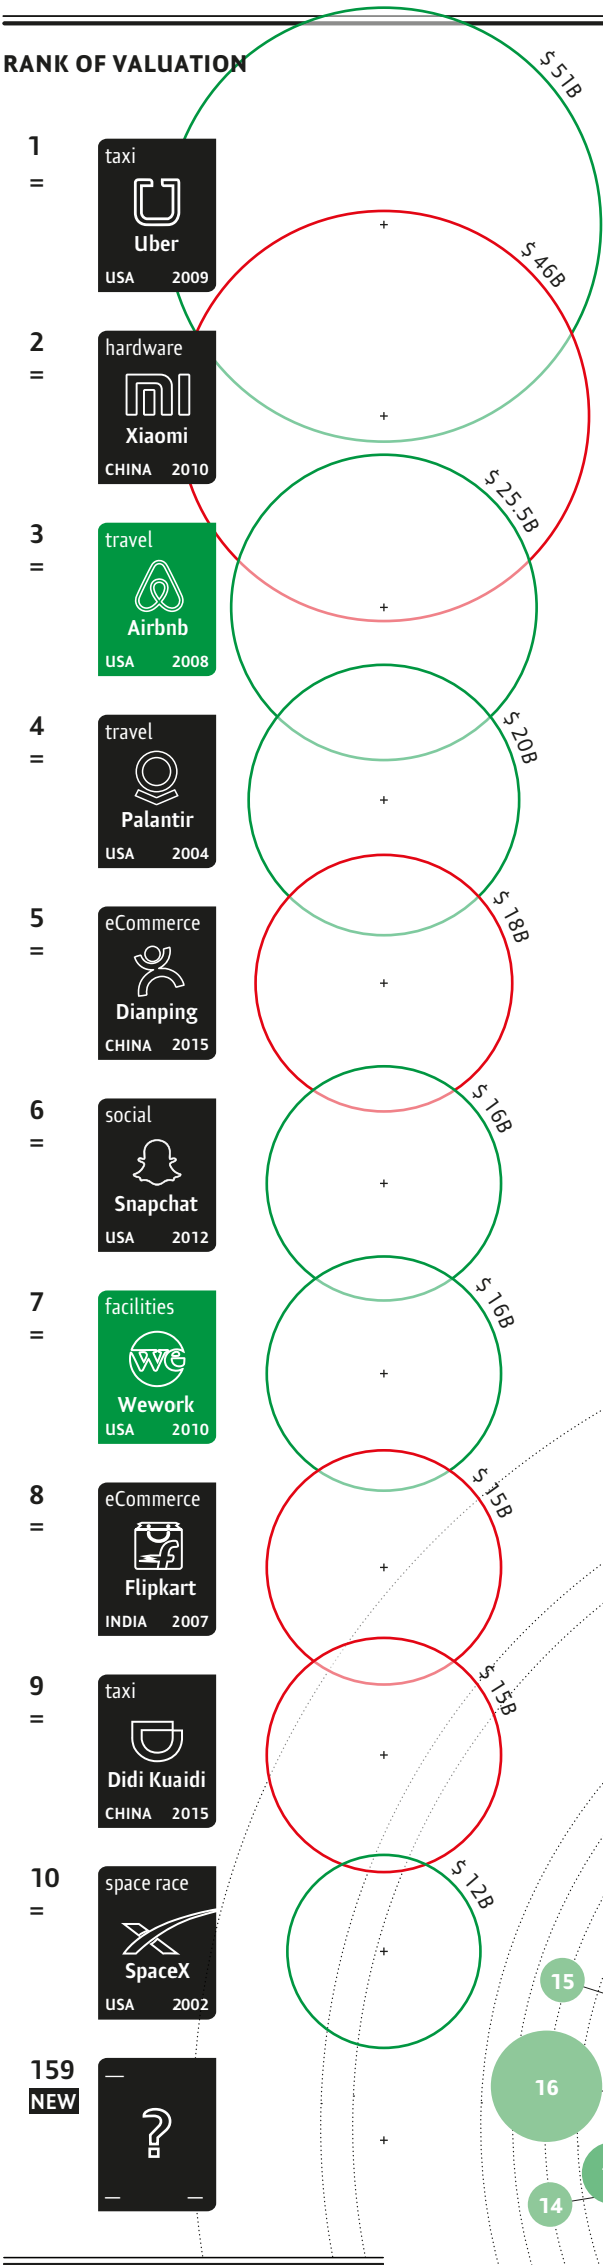 RANK OF VALUATION
$ 51B
1
=
taxi
Uber
USA 2009
$ 46B
2
=
hardware
Xiaomi
CHINA 2010
$ 25.5B
3
=
travel
Airbnb
USA 2008
$ 20B
4
=
travel
Palantir
USA 2004
$ 18B
5
=
eCommerce
Dianping
CHINA 2015
$ 16B
6
=
social
Snapchat
USA 2012
$ 16B
7
=
facilities
we
Wework
USA 2010
$ 15B
8
=
eCommerce
f
Flipkart
INDIA 2007
$ 15B
9
=
taxi
Didi Kuaidi
CHINA 2015
$ 12B
10
=
space race
SpaceX
USA 2002
15
159
NEW
?
16
14